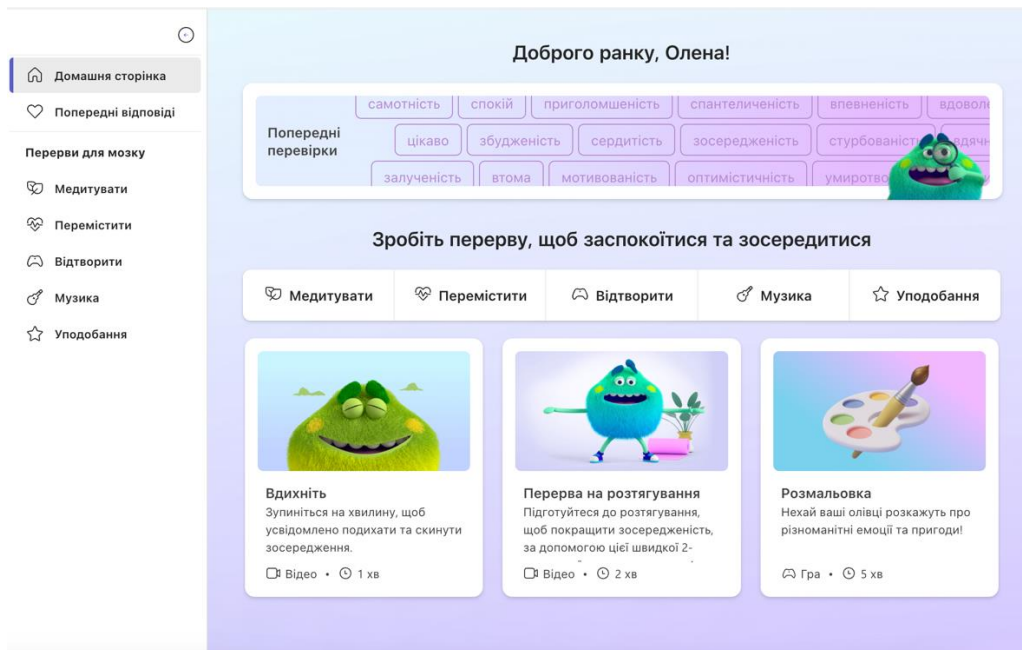 Домашня сторінка
Попередні відповіді
Перерви для мозку
Медитувати
Перемістити
Відтворити
Музика
Уподобання
Доброго ранку, Олена!
Попередні
перевірки
самотність спокій приголомшеність спантеличеність впевненість вдоволе
цікаво збудженість сердитість зосередженість стурбованість вдячн
залученість втома мотивованість оптимістичність умиротво
Зробіть перерву, щоб заспокоїтися та зосередитися
Медитувати Перемістити Відтворити Музика Уподобання
Вдихніть
Зупиніться на хвилину, щоб
усвідомлено подихати та скинути
зосередження.
Відео • 1 хв
Перерва на розтягування
Підготуйтеся до розтягування,
щоб покращити зосередженість,
за допомогою цієї швидкої 2-
Відео • 2 хв
Розмальовка
Нехай ваші олівці розкажуть про
різноманітні емоції та пригоди!
Гра • 5 хв